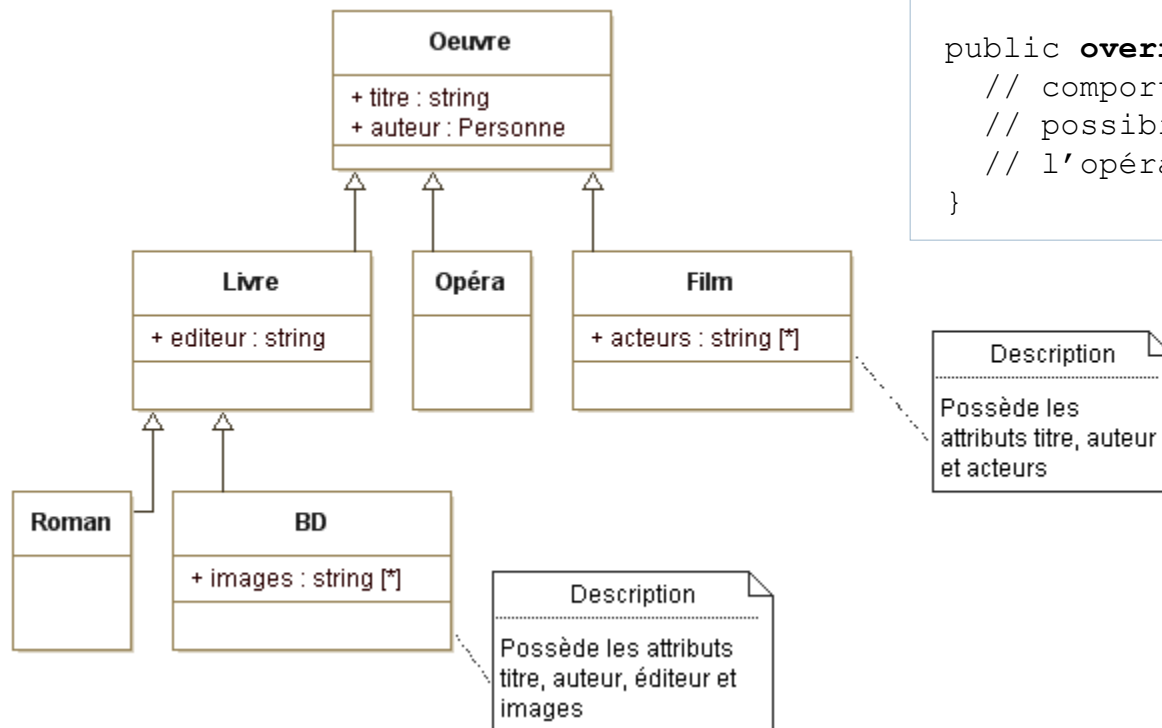 Oeuvre
+ titre : string
+ auteur : Personne
public
// compor
// possib
// l'opéra
}
Livre
+ editeur : string
Opéra
Film
+ acteurs : string [*]
Description
Possède les
attributs titre, auteur
et acteurs
Roman
BD
+ images : string [*]
Description
Possède les attributs
titre, auteur, éditeur et
images